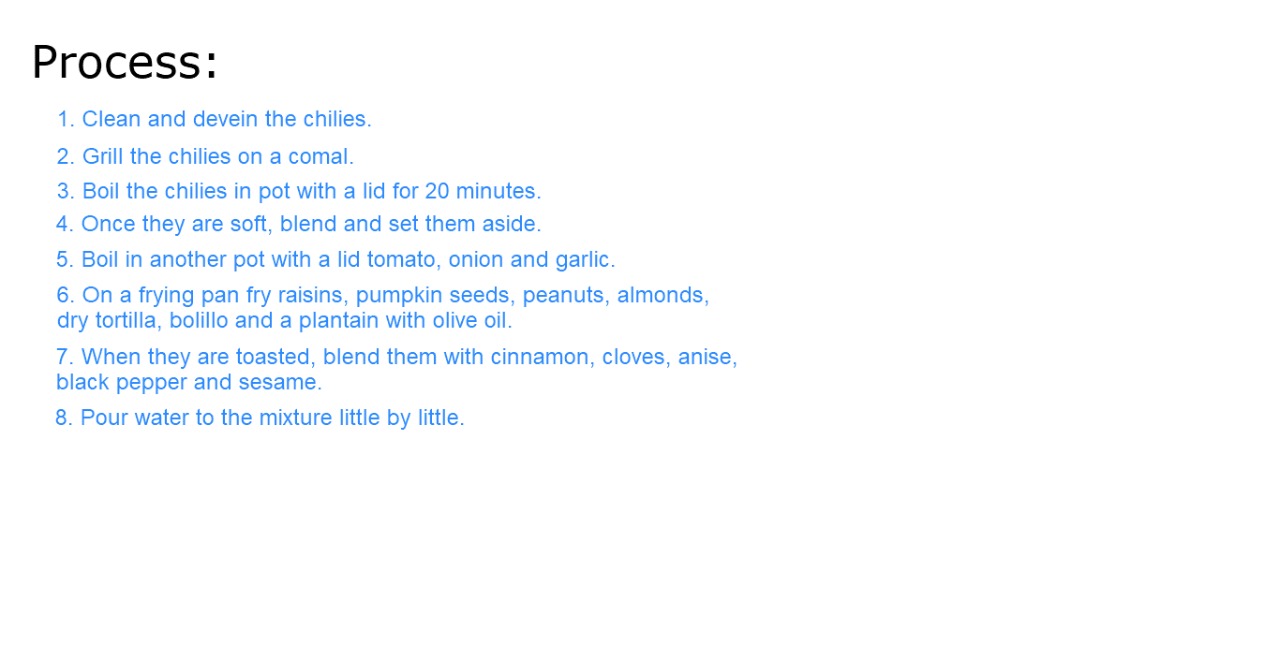 Process:
1. Clean and devein the chilies.
2. Grill the chilies on a comal.
3. Boil the chilies in pot with a lid for 20 minutes.
4. Once they are soft, blend and set them aside.
5. Boil in another pot with a lid tomato, onion and garlic.
6. On a frying pan fry raisins, pumpkin seeds, peanuts, almonds,
dry tortilla, bolillo and a plantain with olive oil.
7. When they are toasted, blend them with cinnamon, cloves, anise,
black pepper and sesame.
8. Pour water to the mixture little by little.